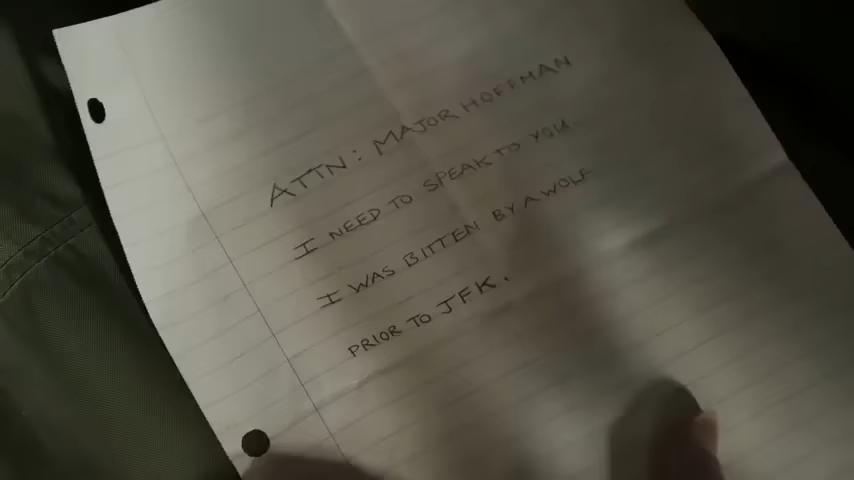 ATTN: MAJOR HOFFMAN
I NEED TO SPEAK TO YOU
I WAS BITTEN BY A WOLF
PRIOR TO JFK.